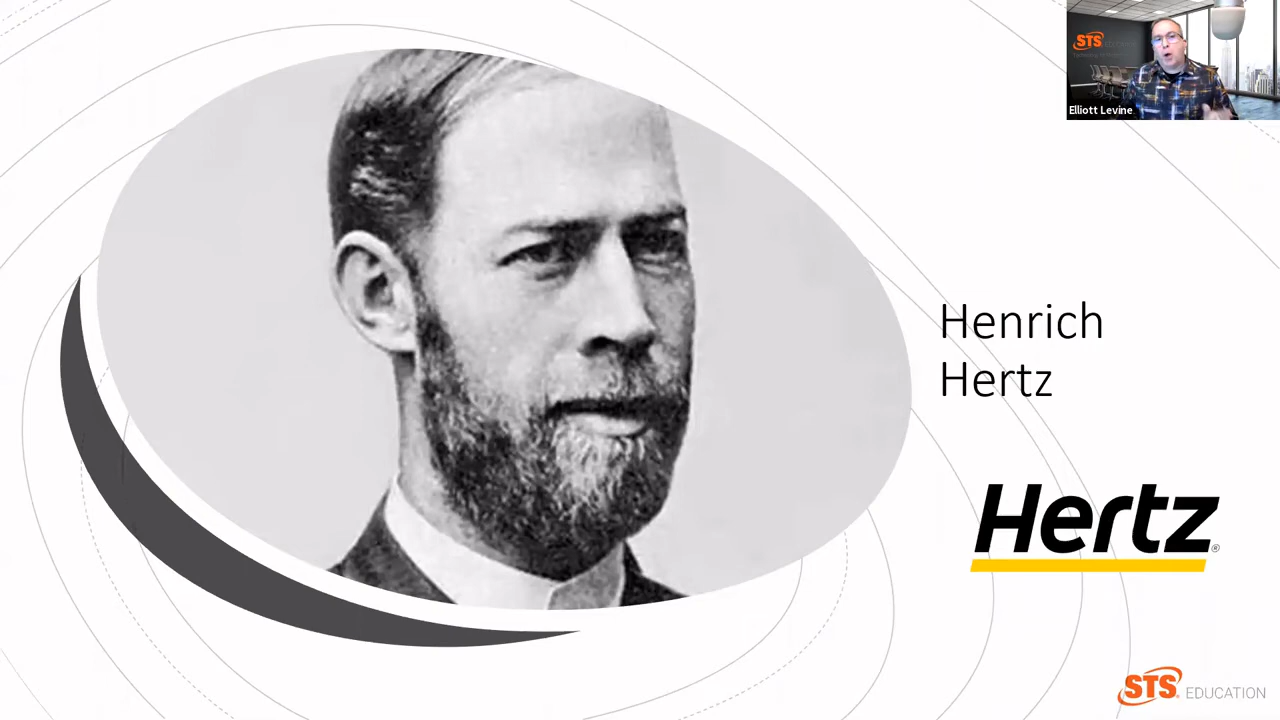 STS
Elliott Levine
Henrich
Hertz
Hertz®
STS EDUCATION